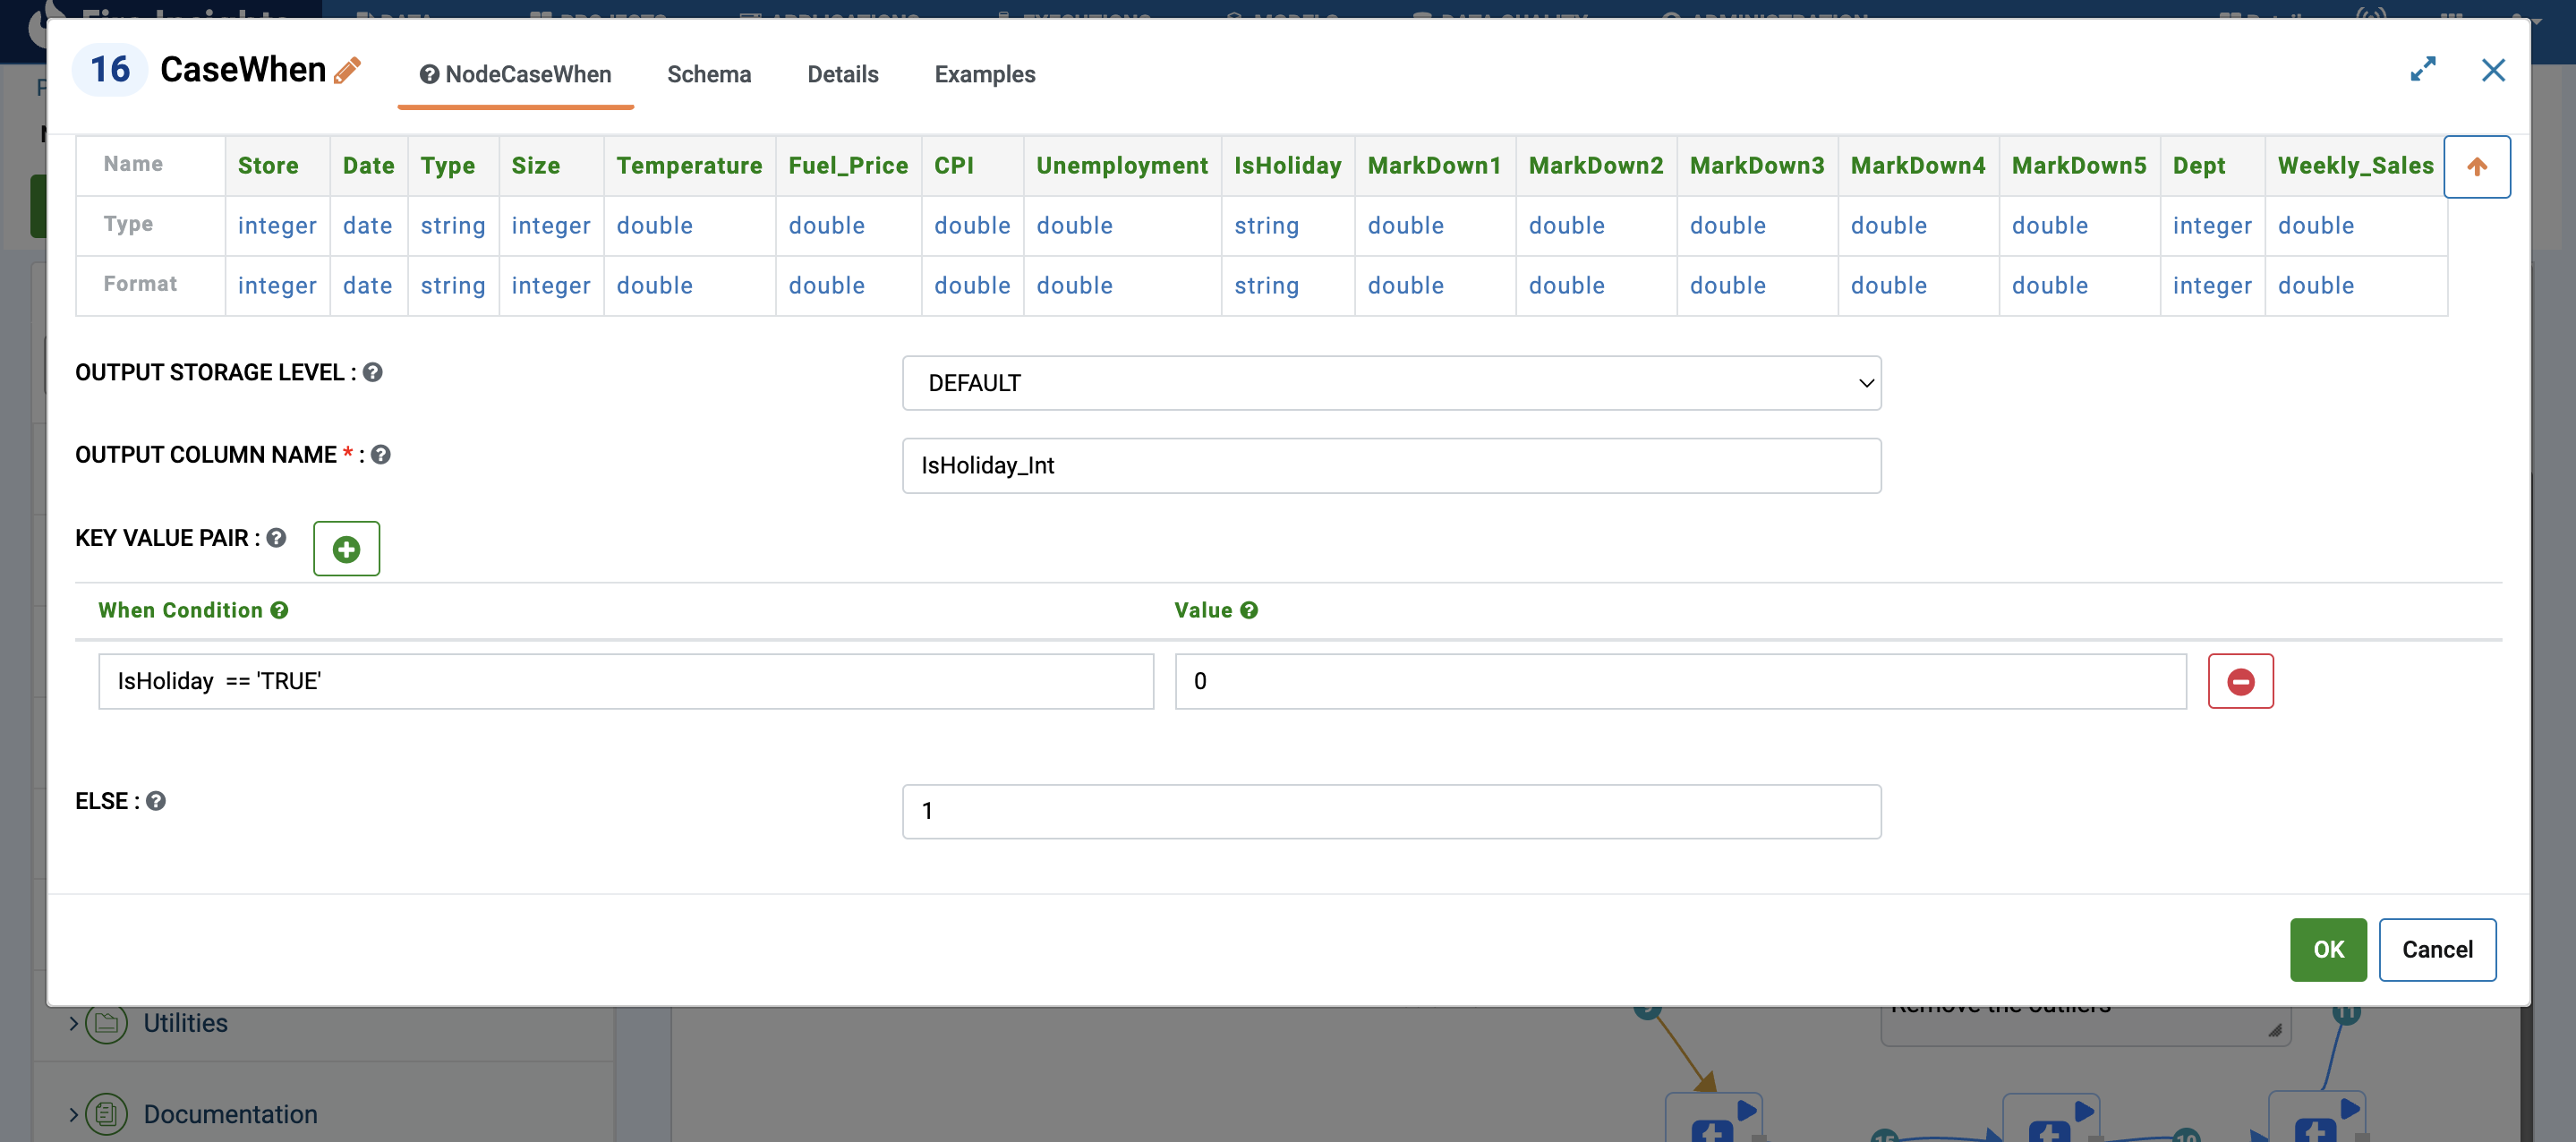 16 CaseWhen NodeCaseWhen Schema Details Examples
Name Store Date Type Size Temperature Fuel_Price CPI Unemployment IsHoliday MarkDown1 MarkDown2 MarkDown3 MarkDown4 MarkDown5 Dept Weekly_Sales
Type integer date string integer double double double double string double double double double double integer double
Format integer date string integer double double double double string double double double double double integer double
OUTPUT STORAGE LEVEL : DEFAULT
OUTPUT COLUMN NAME * : IsHoliday_Int
KEY VALUE PAIR :
When Condition Value
IsHoliday == 'TRUE' 0
ELSE : 1
OK Cancel
Remove the outliers
Utilities
11
Documentation